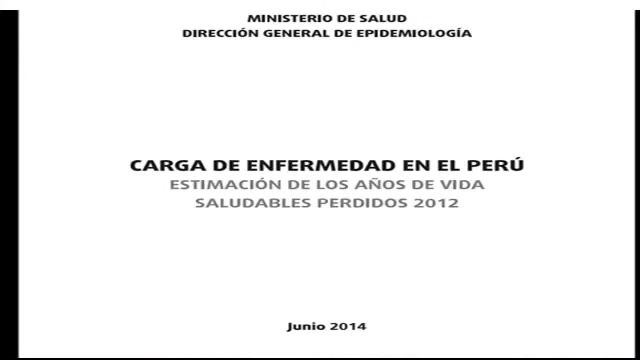 MINISTERIO DE SALUD
DIRECCIÓN GENERAL DE EPIDEMIOLOGÍA
CARGA DE ENFERMEDAD EN EL PERÚ
ESTIMACIÓN DE LOS AÑOS DE VIDA
SALUDABLES PERDIDOS 2012
Junio 2014